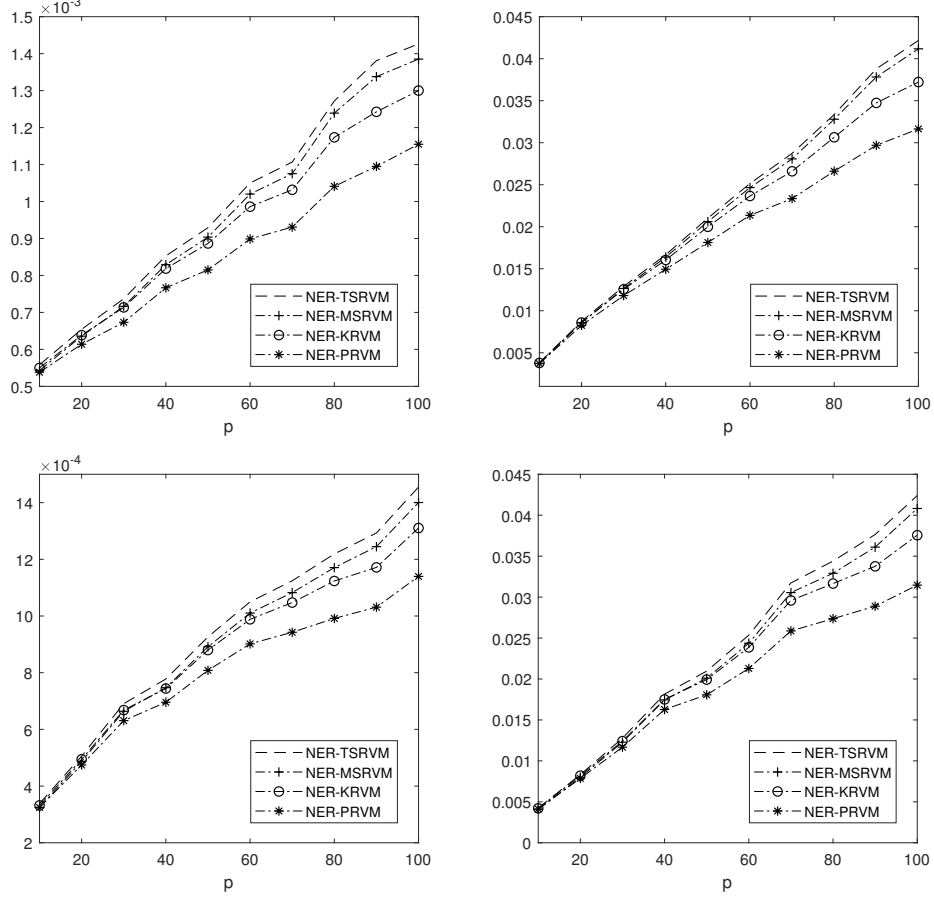 ×10^-3
1.5
1.4
1.3
1.2
1.1
1
0.9
0.8
0.7
0.6
0.5
20 40 60 80 100
p
NER-TSRVM
NER-MSRVM
NER-KRVM
NER-PRVM
0.045
0.04
0.035
0.03
0.025
0.02
0.015
0.01
0.005
20 40 60 80 100
p
NER-TSRVM
NER-MSRVM
NER-KRVM
NER-PRVM
×10^-4
14
12
10
8
6
4
2
20 40 60 80 100
p
NER-TSRVM
NER-MSRVM
NER-KRVM
NER-PRVM
0.045
0.04
0.035
0.03
0.025
0.02
0.015
0.01
0.005
0
20 40 60 80 100
p
NER-TSRVM
NER-MSRVM
NER-KRVM
NER-PRVM